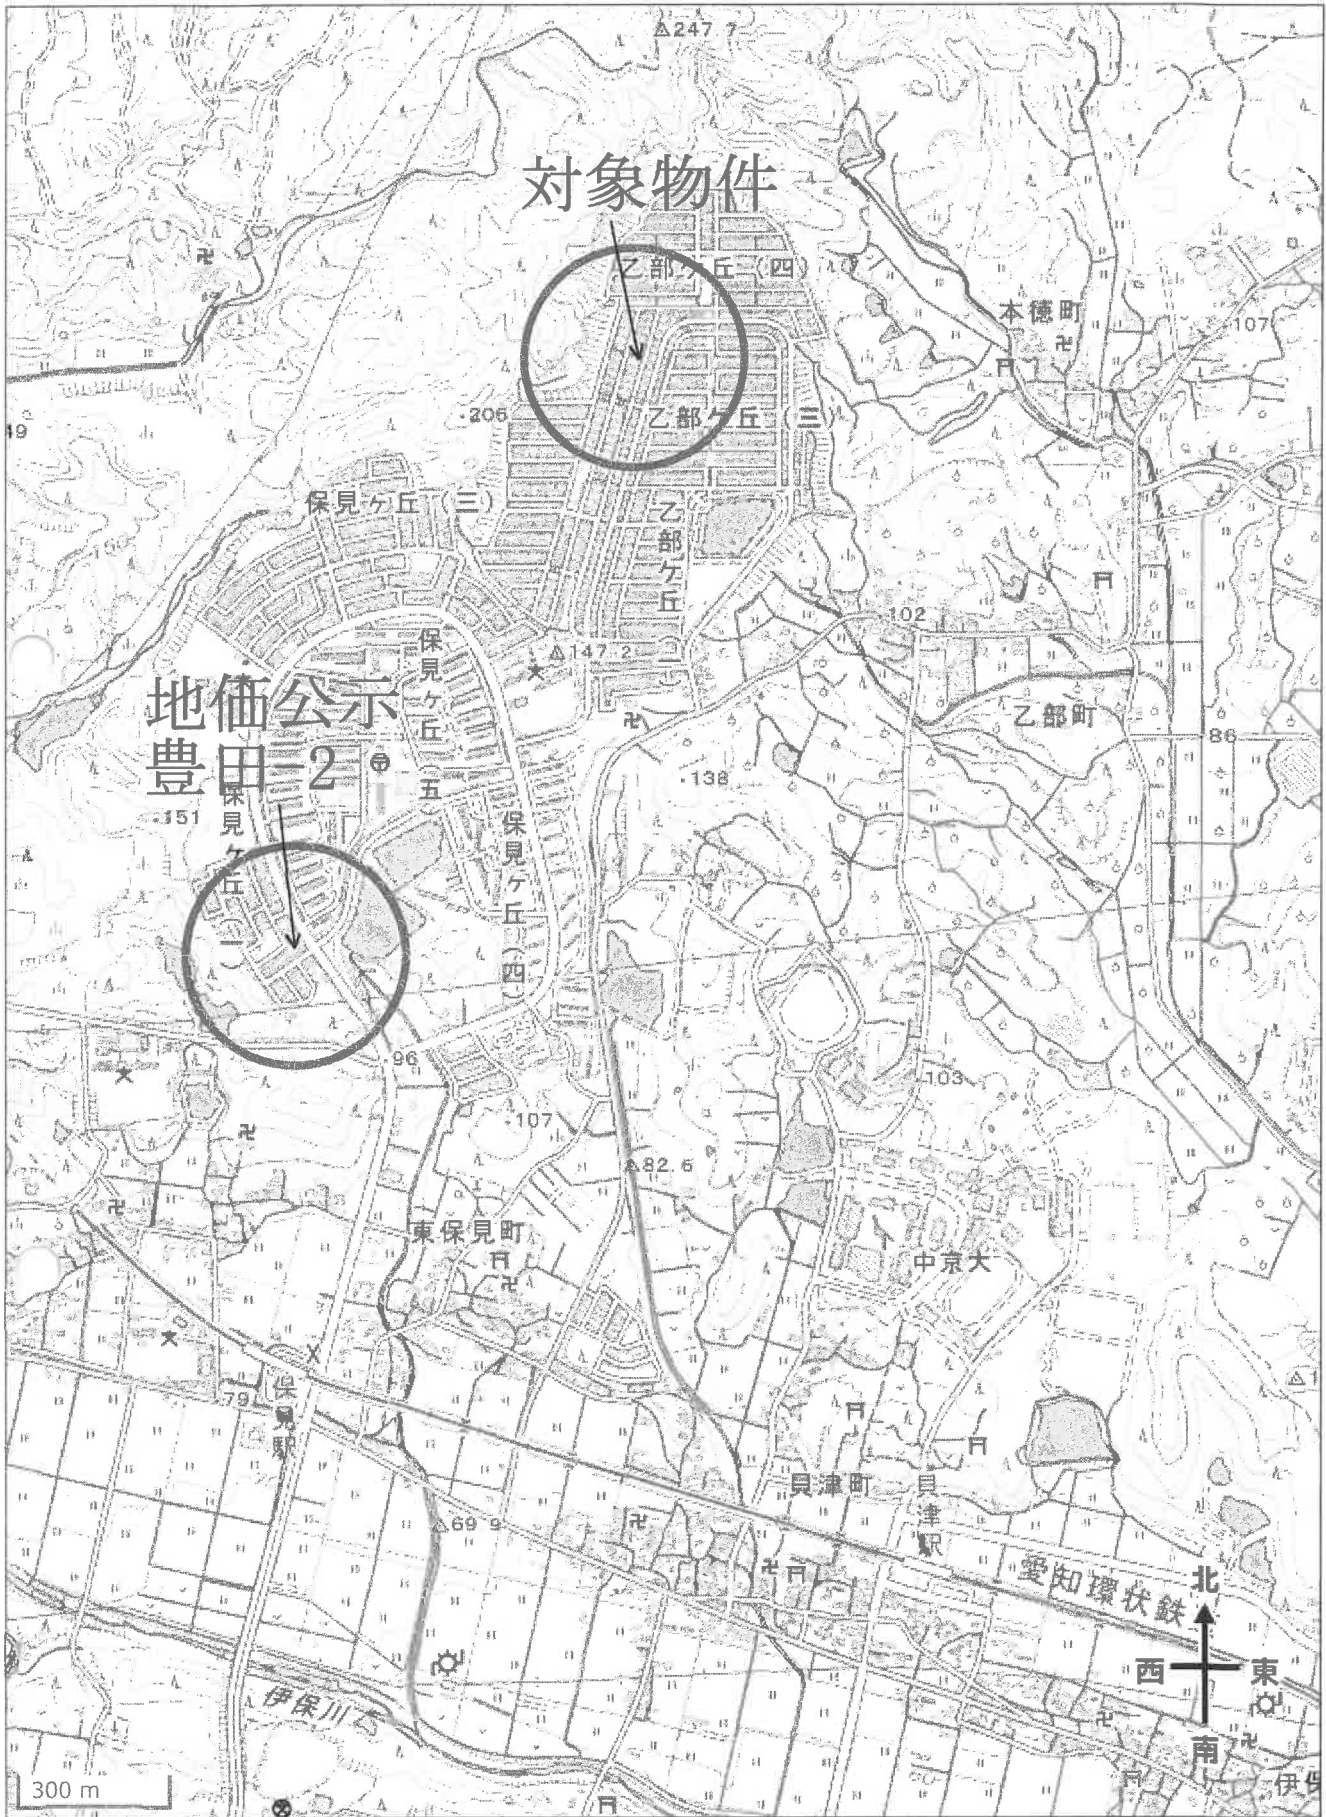 247.7
対象物件
乙部ケ丘(四)
本徳町
107
206
49
乙部ケ丘(三)
保見ケ丘(三)
乙部ケ丘
102
保見ケ丘(五)
147.2
地価公示
豊田-2
乙部町
86
138
151
保見ケ丘
保見ケ丘(四)
96
103
107
82.6
東保見町
中京大
79
保見駅
貝津町
貝津駅
69.9
愛知環状鉄
北
西
東
南
伊保川
伊保
300 m